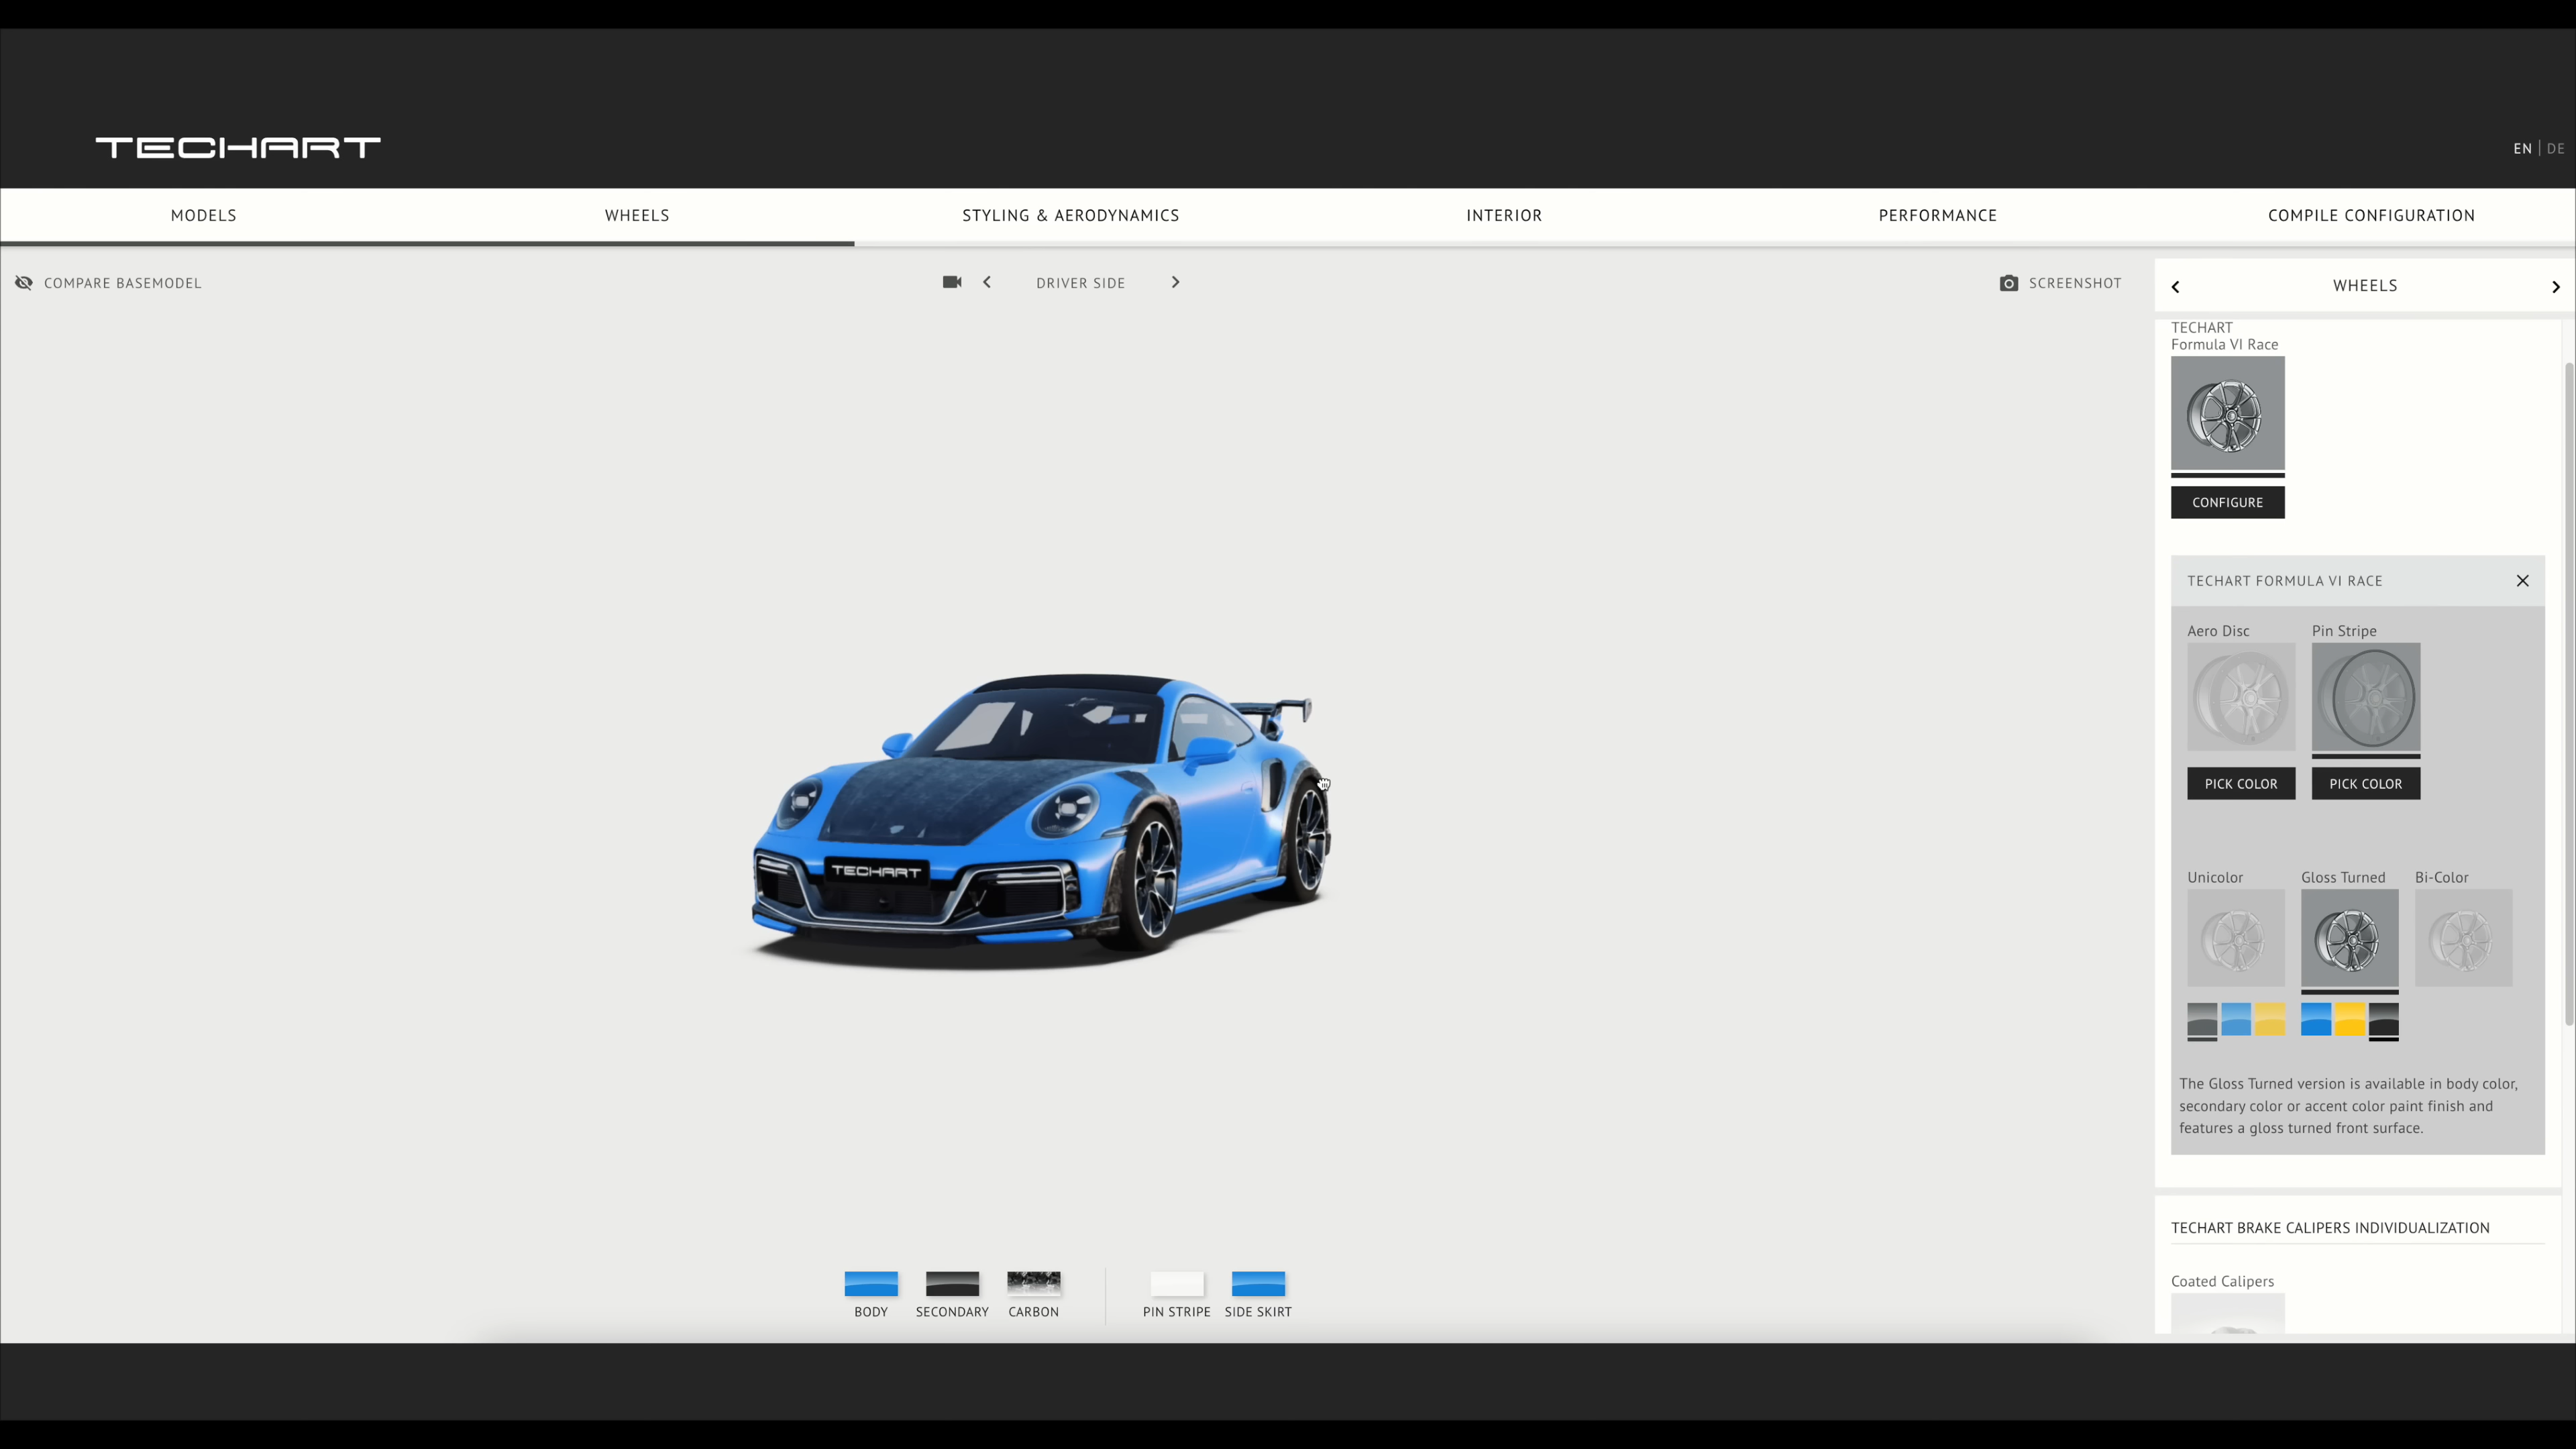 TECHART
EN | DE
MODELS
WHEELS
STYLING & AERODYNAMICS
INTERIOR
PERFORMANCE
COMPILE CONFIGURATION
COMPARE BASEMODEL
DRIVER SIDE
SCREENSHOT
WHEELS
TECHART
Formula VI Race
CONFIGURE
TECHART FORMULA VI RACE
Aero Disc
Pin Stripe
PICK COLOR
PICK COLOR
Unicolor
Gloss Turned
Bi-Color
The Gloss Turned version is available in body color,
secondary color or accent color paint finish and
features a gloss turned front surface.
TECHART BRAKE CALIPERS INDIVIDUALIZATION
Coated Calipers
TECHART
BODY
SECONDARY
CARBON
PIN STRIPE
SIDE SKIRT